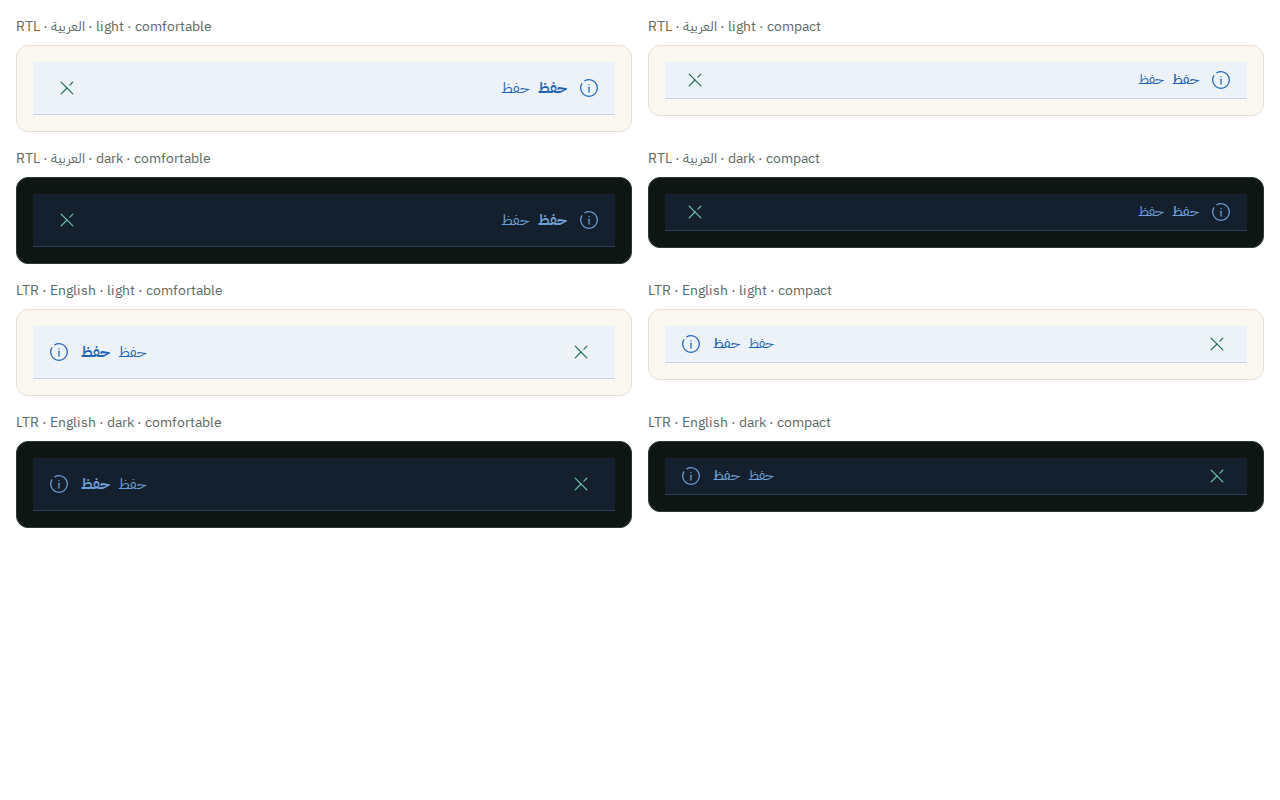 RTL · العربية · light · comfortable
حفظ حفظ
RTL · العربية · light · compact
حفظ حفظ
RTL · العربية · dark · comfortable
حفظ حفظ
RTL · العربية · dark · compact
حفظ حفظ
LTR · English · light · comfortable
حفظ حفظ
LTR · English · light · compact
حفظ حفظ
LTR · English · dark · comfortable
حفظ حفظ
LTR · English · dark · compact
حفظ حفظ